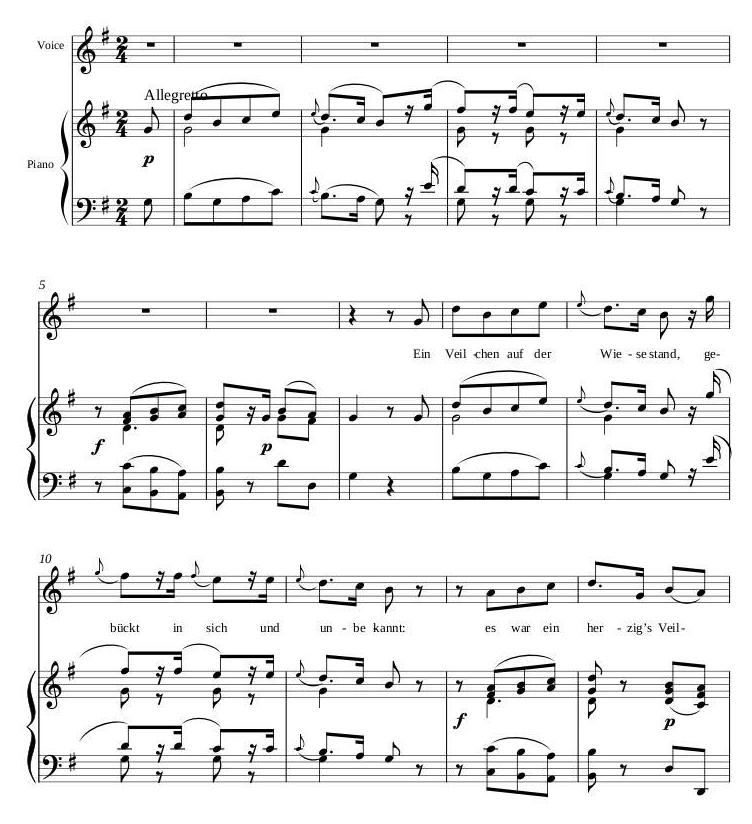 Voice
Allegretto
p
Piano
5
Ein Veil - chen auf der Wie - se stand, ge-
f p
10
bückt in sich und un - be kannt: es war ein her - zig's Veil-
f p